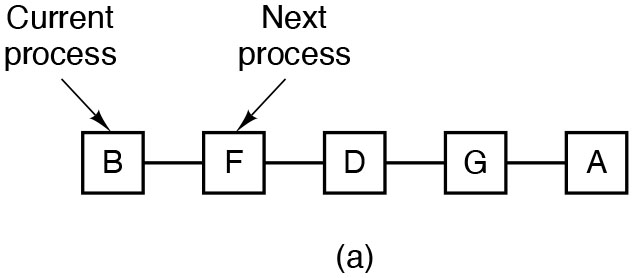 Current
process
Next
process
B F D G A
(a)